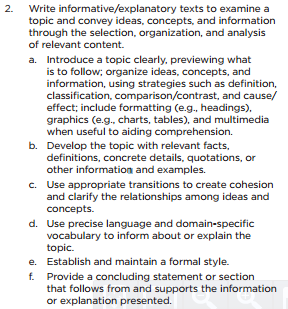 2. Write informative/explanatory texts to examine a
topic and convey ideas, concepts, and information
through the selection, organization, and analysis
of relevant content.
a. Introduce a topic clearly, previewing what
is to follow; organize ideas, concepts, and
information, using strategies such as definition,
classification, comparison/contrast, and cause/
effect; include formatting (e.g., headings),
graphics (e.g., charts, tables), and multimedia
when useful to aiding comprehension.
b. Develop the topic with relevant facts,
definitions, concrete details, quotations, or
other information and examples.
c. Use appropriate transitions to create cohesion
and clarify the relationships among ideas and
concepts.
d. Use precise language and domain-specific
vocabulary to inform about or explain the
topic.
e. Establish and maintain a formal style.
f. Provide a concluding statement or section
that follows from and supports the information
or explanation presented.